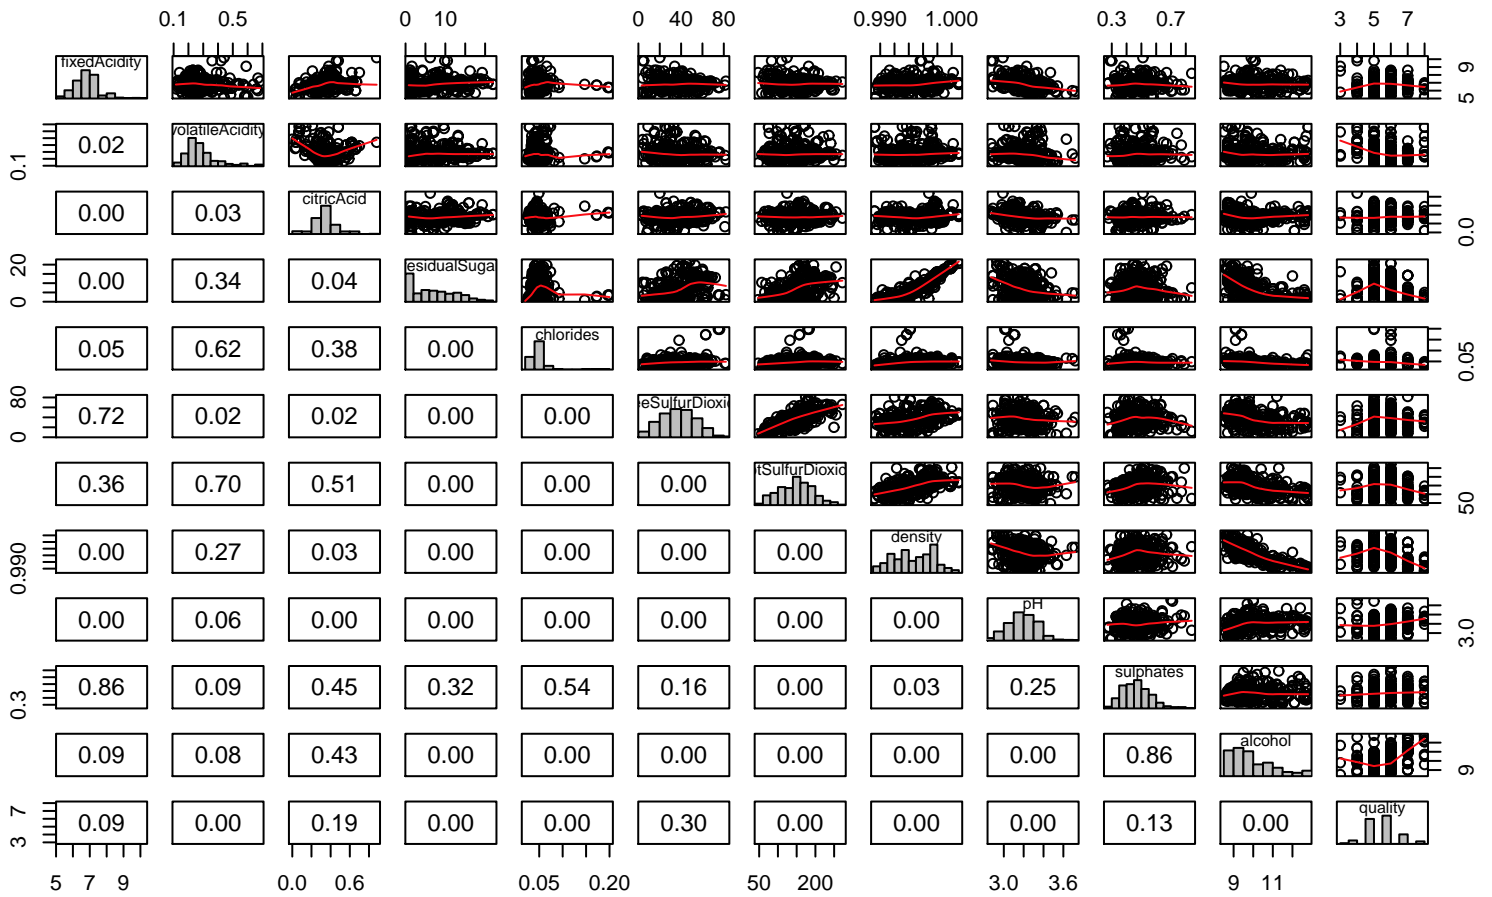 0.1 0.5 0 10 0 40 80 0.990 1.000 0.3 0.7 3 5 7
fixedAcidity 5 9
0.1 0.02 volatileAcidity
0.00 0.03 citricAcid 0.0
0 20 0.00 0.34 0.04 esidualSuga
0.05 0.62 0.38 0.00 chlorides 0.05
0 80 0.72 0.02 0.02 0.00 0.00 eeSulfurDioxid
0.36 0.70 0.51 0.00 0.00 0.00 tSulfurDioxid 50
0.990 0.00 0.27 0.03 0.00 0.00 0.00 0.00 density
0.00 0.06 0.00 0.00 0.00 0.00 0.00 0.00 pH 3.0
0.3 0.86 0.09 0.45 0.32 0.54 0.16 0.00 0.03 0.25 sulphates
0.09 0.08 0.43 0.00 0.00 0.00 0.00 0.00 0.00 0.86 alcohol 9
3 7 0.09 0.00 0.19 0.00 0.00 0.30 0.00 0.00 0.00 0.13 0.00 quality
5 7 9 0.0 0.6 0.05 0.20 50 200 3.0 3.6 9 11